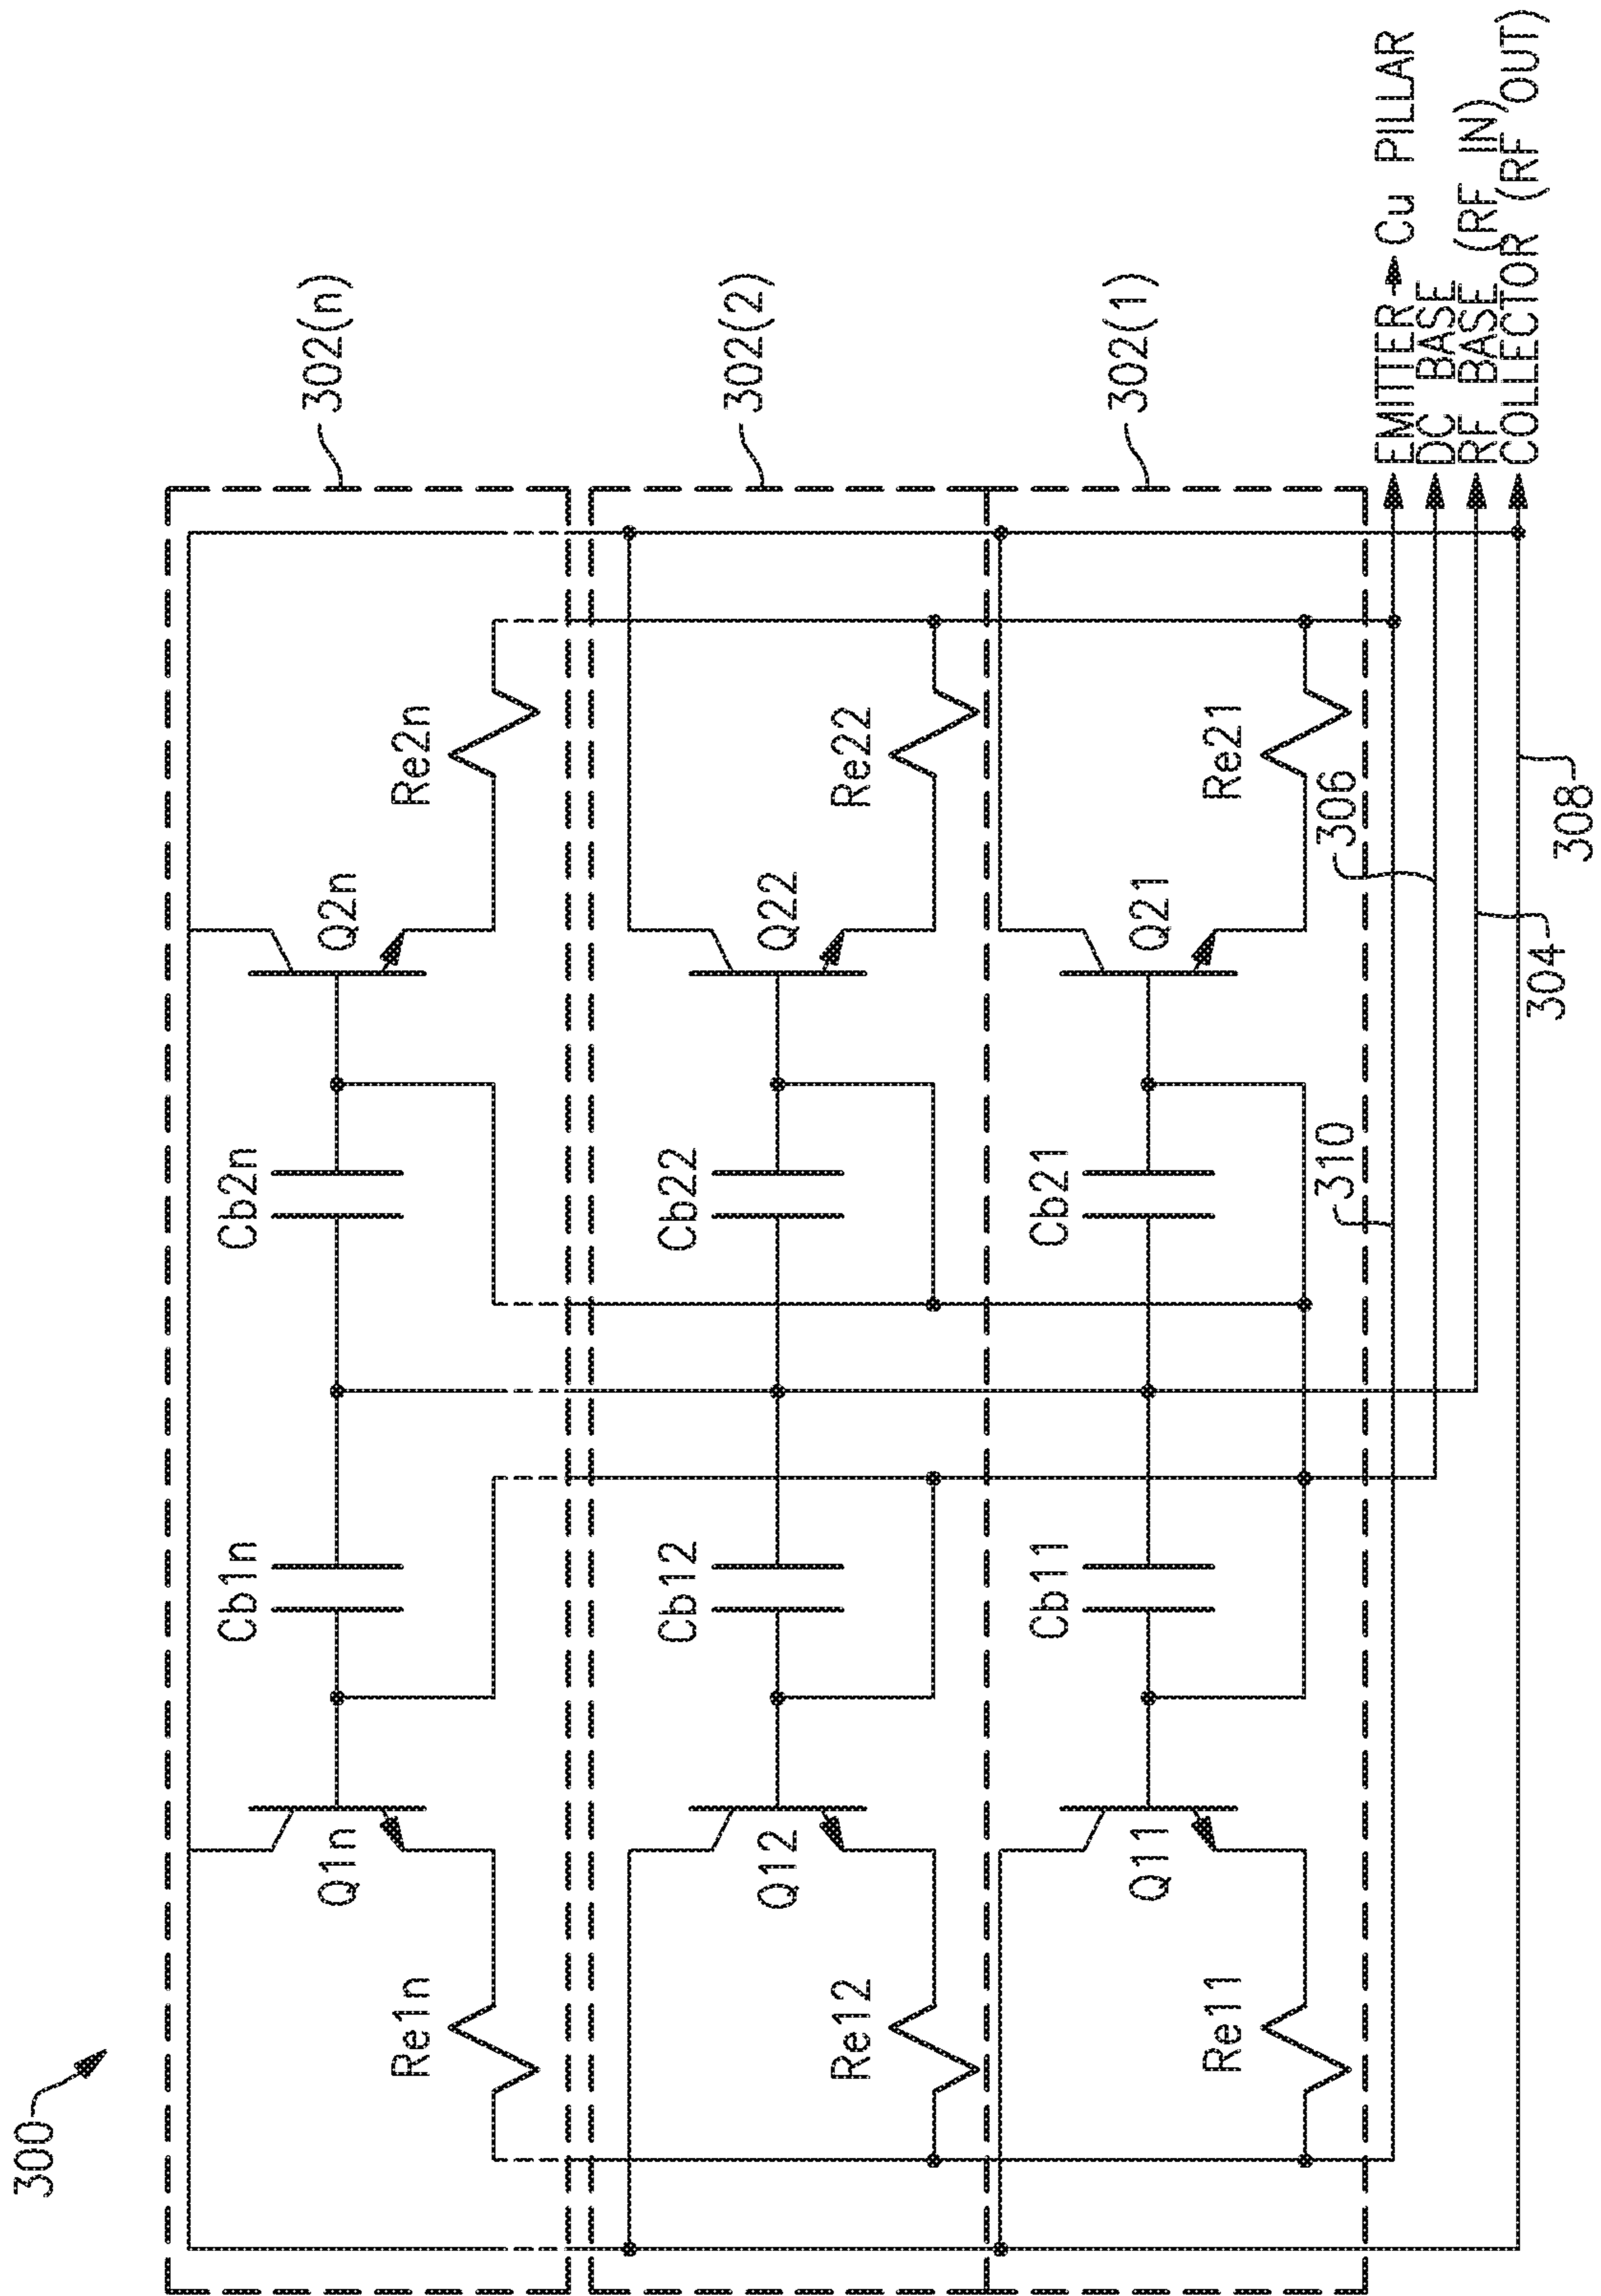 300
302(n)
302(2)
302(1)
Re1n
Q1n
Cb1n
Cb2n
Q2n
Re2n
Re12
Q12
Cb12
Cb22
Q22
Re22
Re11
Q11
Cb11
Cb21
Q21
Re21
310
306
304
308
EMITTER → Cu PILLAR
DC BASE
RF BASE (RF IN)
COLLECTOR (RF OUT)